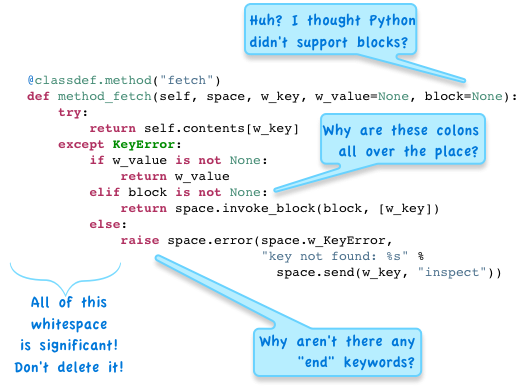 Huh? I thought Python
didn't support blocks?
@classdef.method("fetch")
def method_fetch(self, space, w_key, w_value=None, block=None):
    try:
        return self.contents[w_key]
    except KeyError:
        if w_value is not None:
            return w_value
        elif block is not None:
            return space.invoke_block(block, [w_key])
        else:
            raise space.error(space.w_KeyError,
                              "key not found: %s" %
                                space.send(w_key, "inspect"))
Why are these colons
all over the place?
All of this
whitespace
is significant!
Don't delete it!
Why aren't there any
"end" keywords?